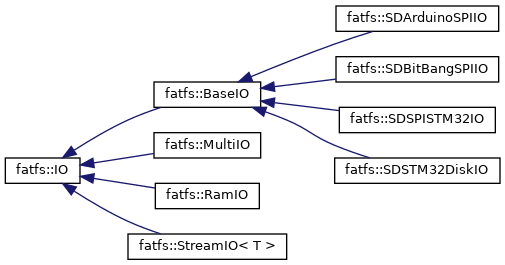 fatfs::SDArduinoSPIIO
fatfs::SDBitBangSPIIO
fatfs::BaseIO
fatfs::SDSPISTM32IO
fatfs::MultiIO
fatfs::IO
fatfs::SDSTM32DiskIO
fatfs::RamIO
fatfs::StreamIO< T >